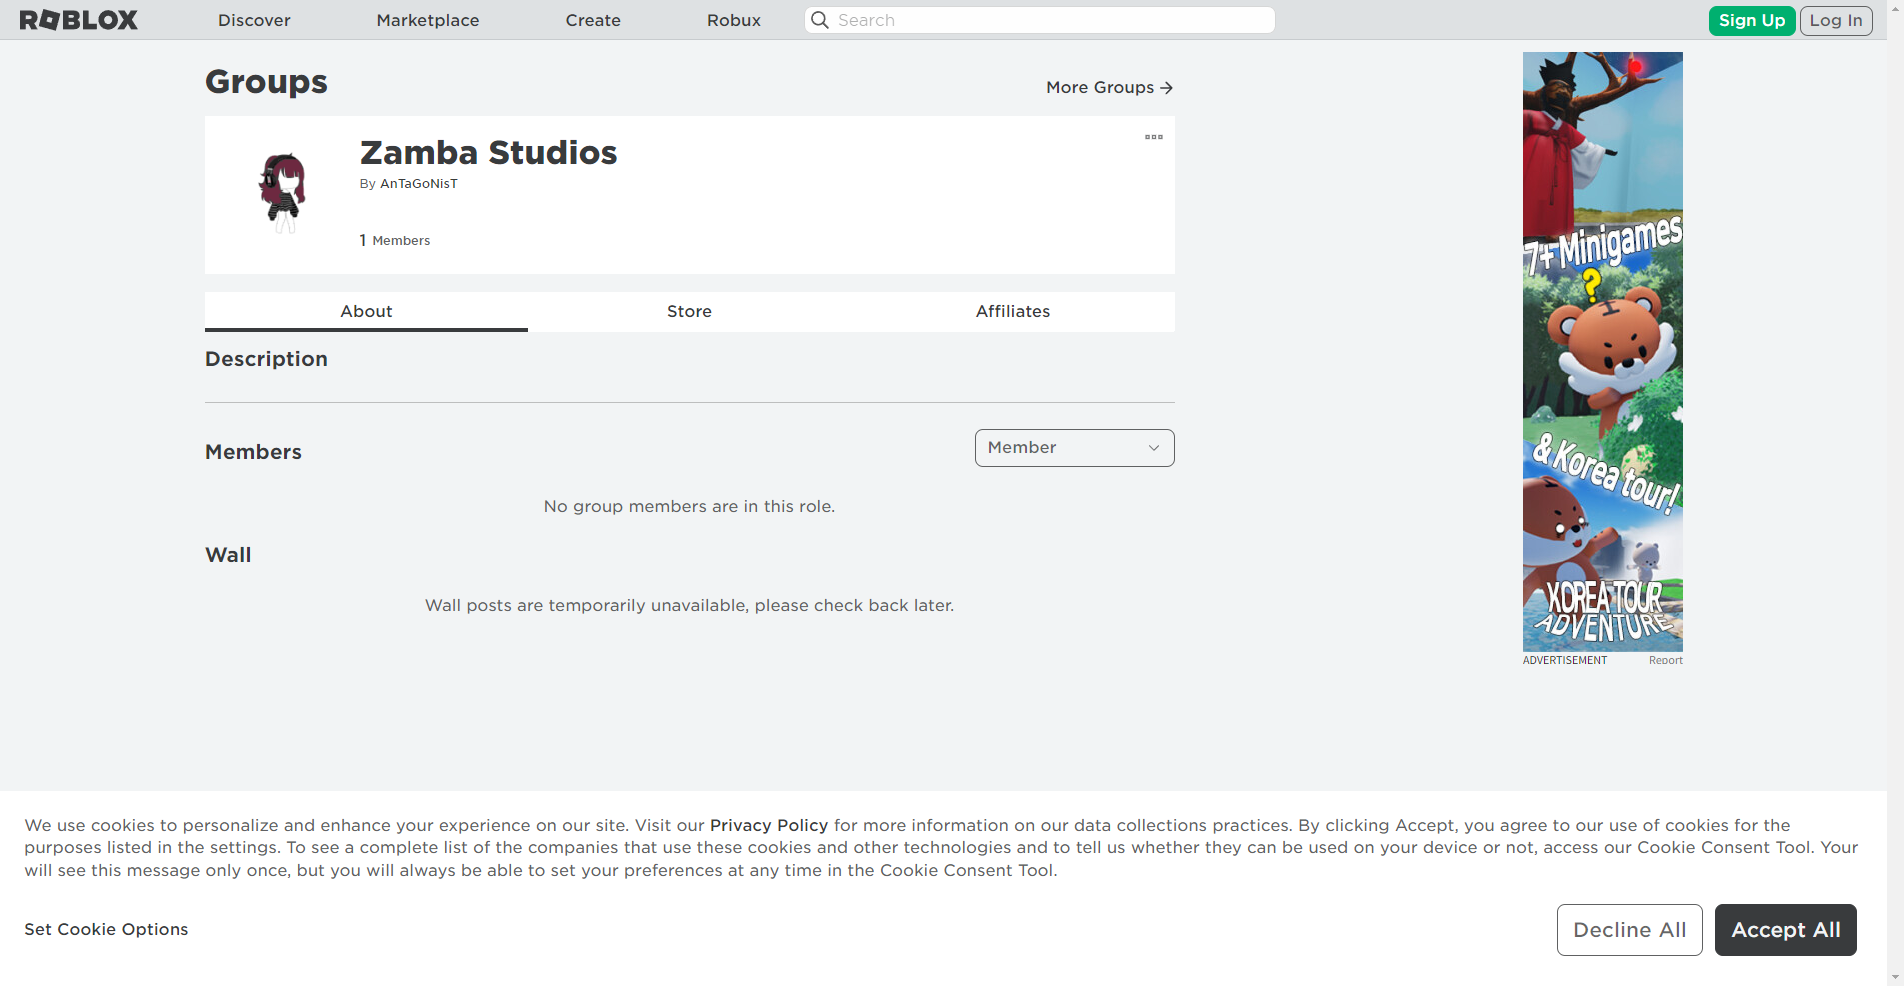 ROBLOX Discover Marketplace Create Robux Search Sign Up Log In
Groups
More Groups →
Zamba Studios
By AnTaGoNisT
1 Members
About Store Affiliates
Description
Members
Member
No group members are in this role.
Wall
Wall posts are temporarily unavailable, please check back later.
7+ Minigames
?
& Korea tour!
KOREA TOUR
ADVENTURE
ADVERTISEMENT Report
We use cookies to personalize and enhance your experience on our site. Visit our Privacy Policy for more information on our data collections practices. By clicking Accept, you agree to our use of cookies for the
purposes listed in the settings. To see a complete list of the companies that use these cookies and other technologies and to tell us whether they can be used on your device or not, access our Cookie Consent Tool. Your
will see this message only once, but you will always be able to set your preferences at any time in the Cookie Consent Tool.
Set Cookie Options
Decline All
Accept All